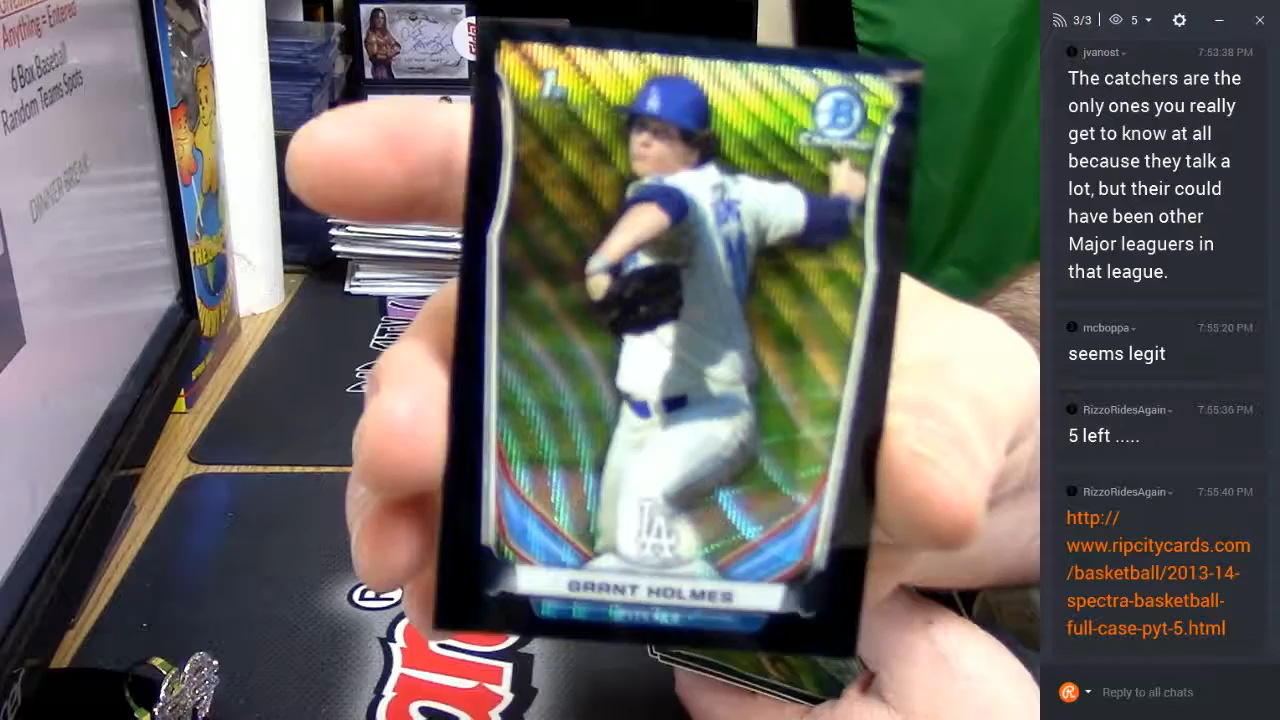 Anything = Entered
6 Box Baseball
Random Teams Spots
DINNER BREAK
1st
B
LA
GRANT HOLMES
3/3
5
jvanost
7:53:38 PM
The catchers are the
only ones you really
get to know at all
because they talk a
lot, but their could
have been other
Major leaguers in
that league.
mcboppa
7:55:20 PM
seems legit
RizzoRidesAgain
7:55:36 PM
5 left .....
RizzoRidesAgain
7:55:40 PM
http://
www.ripcitycards.com
/basketball/2013-14-
spectra-basketball-
full-case-pyt-5.html
Reply to all chats